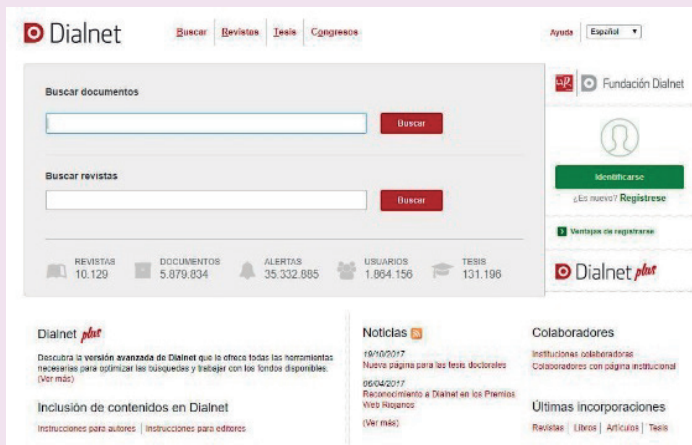 Dialnet
Buscar Revistas Tesis Congresos
Ayuda Español
Buscar documentos
Buscar
Buscar revistas
Buscar
REVISTAS DOCUMENTOS ALERTAS USUARIOS TESIS
10.129 5.879.834 35.332.885 1.864.156 131.196
Fundación Dialnet
Identificarse
¿Es nuevo? Regístrese
Ventajas de registrarse
Dialnet plus
Dialnet plus
Descubra la versión avanzada de Dialnet que le ofrece todas las herramientas
necesarias para optimizar las búsquedas y trabajar con los fondos disponibles.
(Ver más)
Inclusión de contenidos en Dialnet
Instrucciones para autores Instrucciones para editores
Noticias
19/10/2017
Nueva página para las tesis doctorales
06/04/2017
Reconocimiento a Dialnet en los Premios
Web Riojanos
(Ver más)
Colaboradores
Instituciones colaboradoras
Colaboradores con página institucional
Últimas incorporaciones
Revistas Libros Artículos Tesis